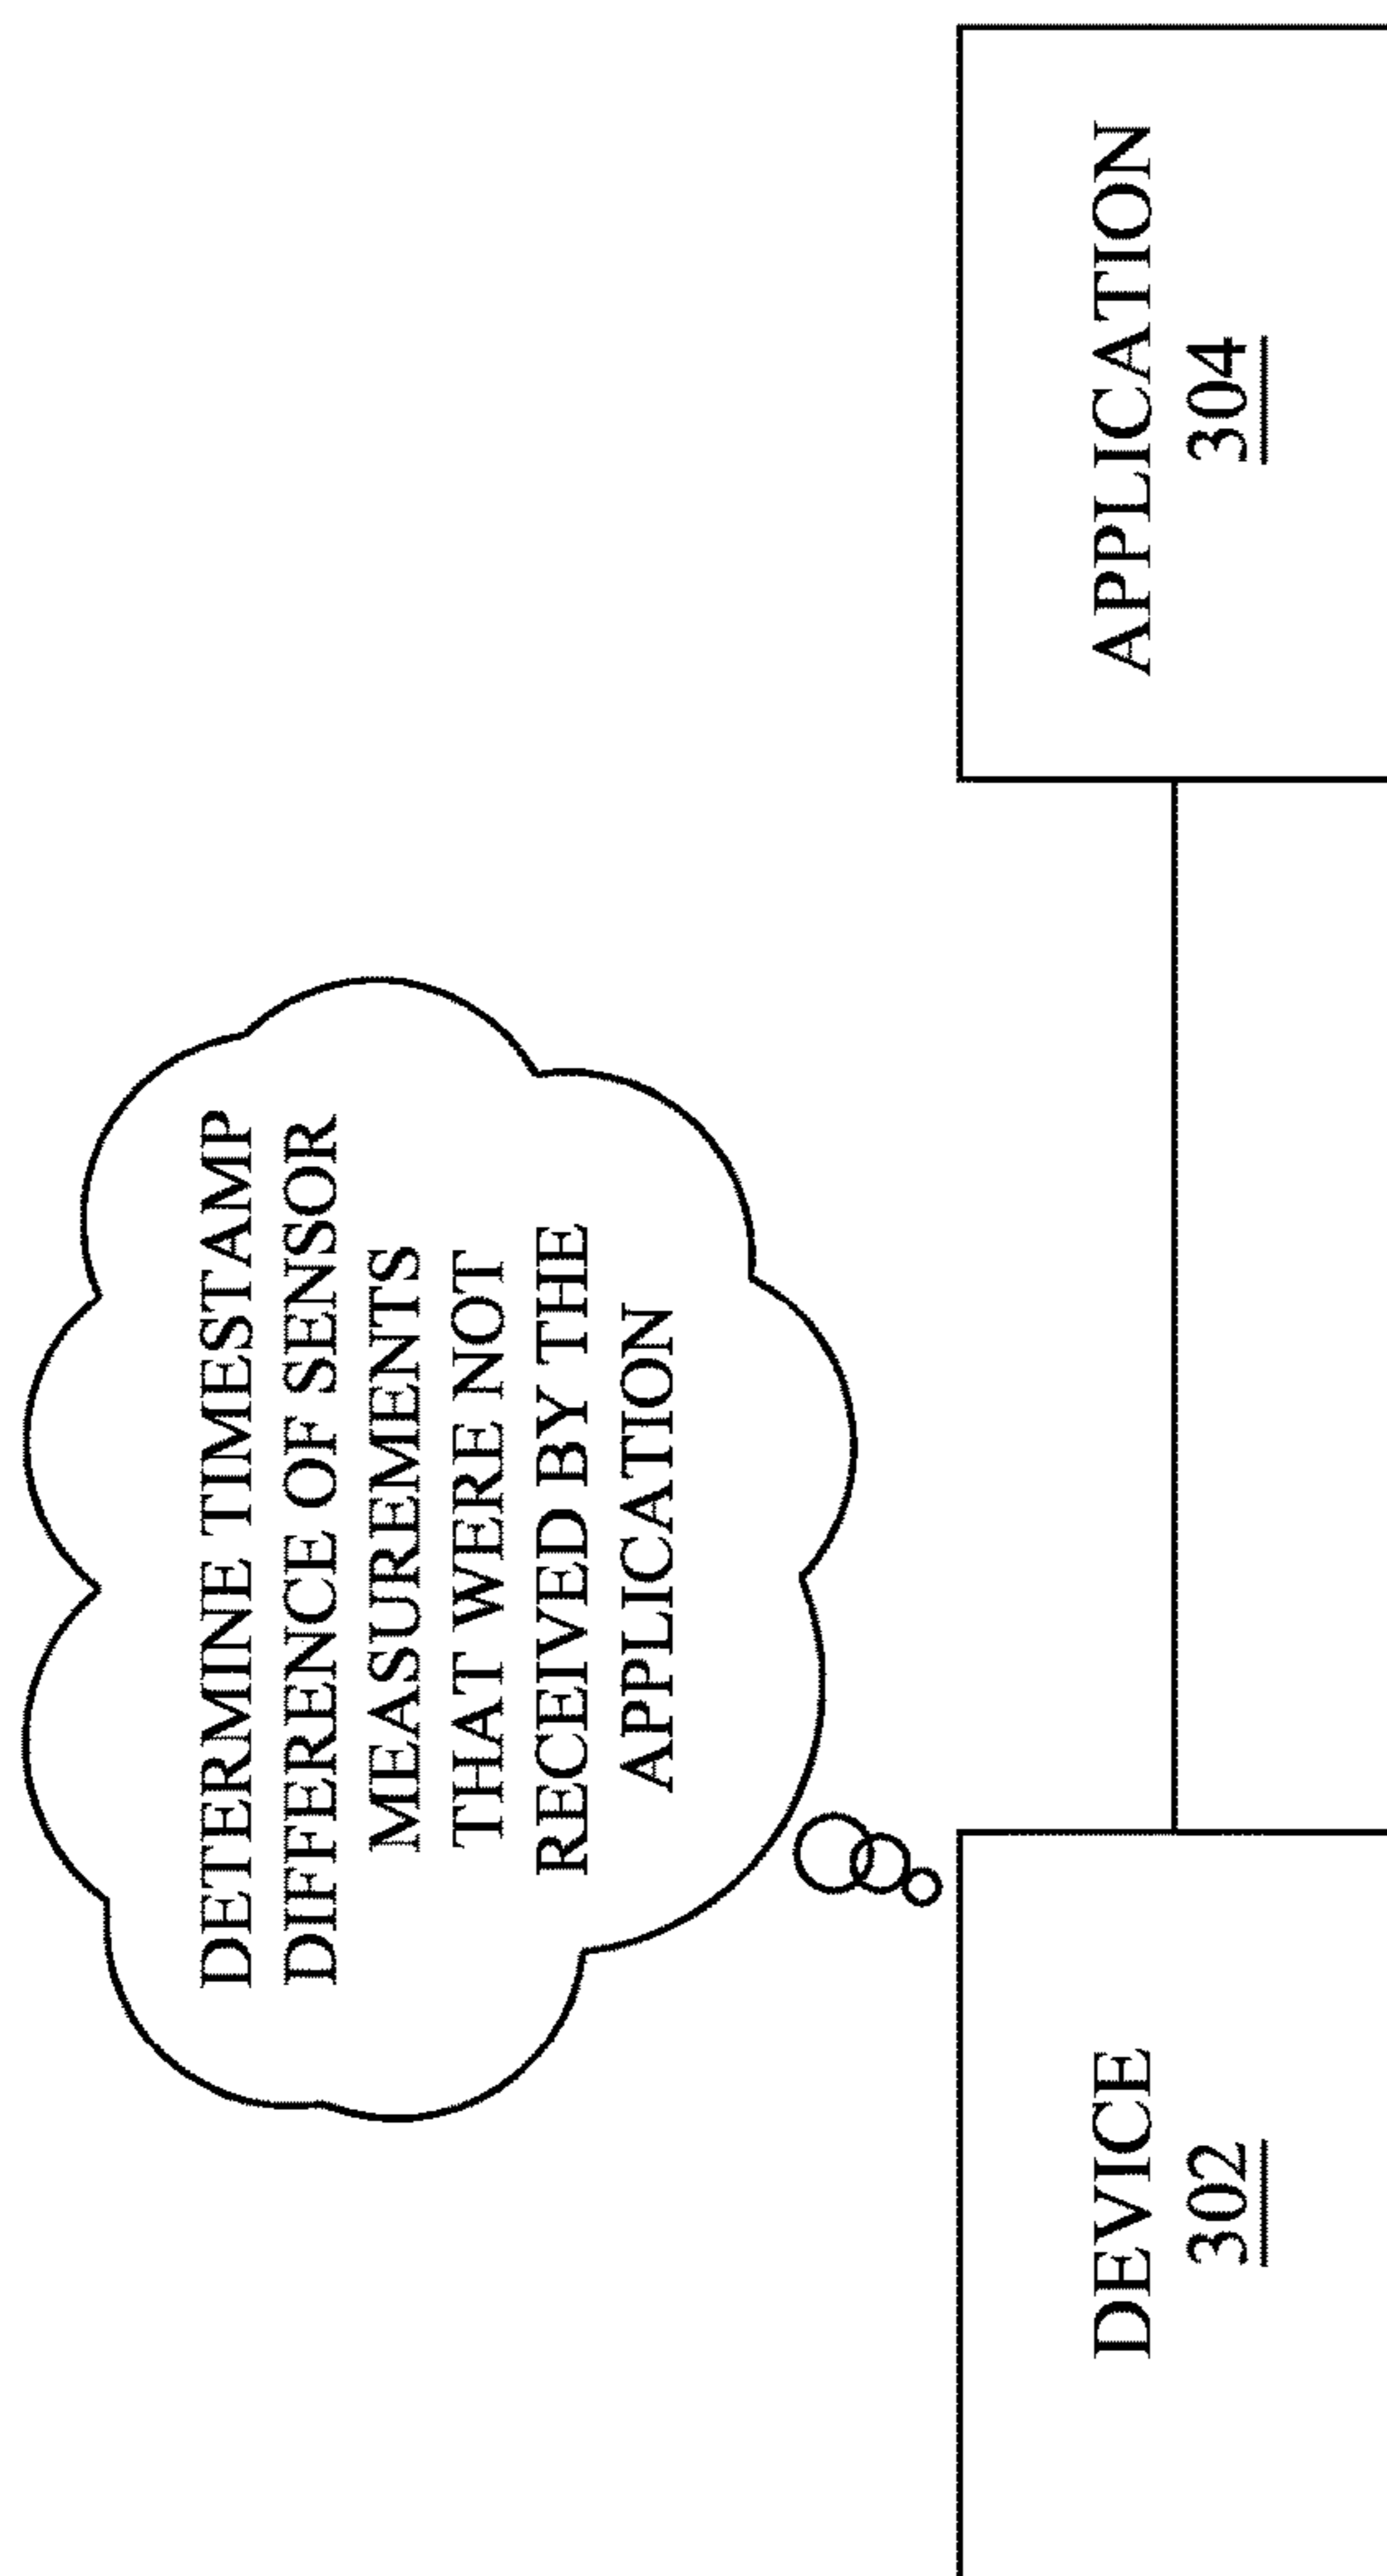 DETERMINE TIMESTAMP
DIFFERENCE OF SENSOR
MEASUREMENTS
THAT WERE NOT
RECEIVED BY THE
APPLICATION
DEVICE
302
APPLICATION
304